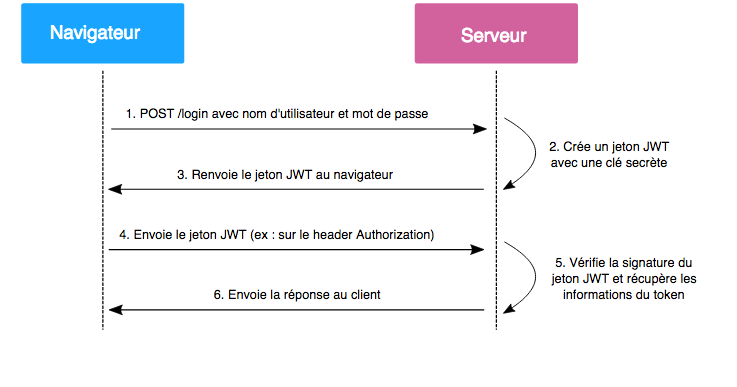 Navigateur
Serveur
1. POST /login avec nom d'utilisateur et mot de passe
2. Crée un jeton JWT
avec une clé secrète
3. Renvoie le jeton JWT au navigateur
4. Envoie le jeton JWT (ex : sur le header Authorization)
5. Vérifie la signature du
jeton JWT et récupère les
informations du token
6. Envoie la réponse au client